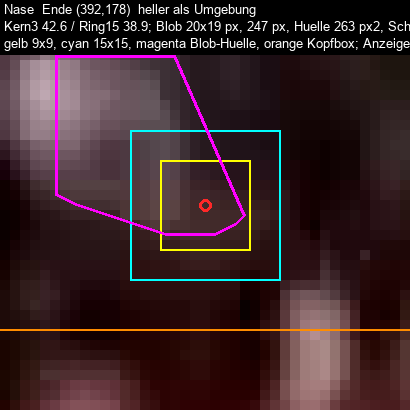 Nase  Ende (392,178)  heller als Umgebung
Kern3 42.6 / Ring15 38.9; Blob 20x19 px, 247 px, Huelle 263 px2, Sch
gelb 9x9, cyan 15x15, magenta Blob-Huelle, orange Kopfbox; Anzeige